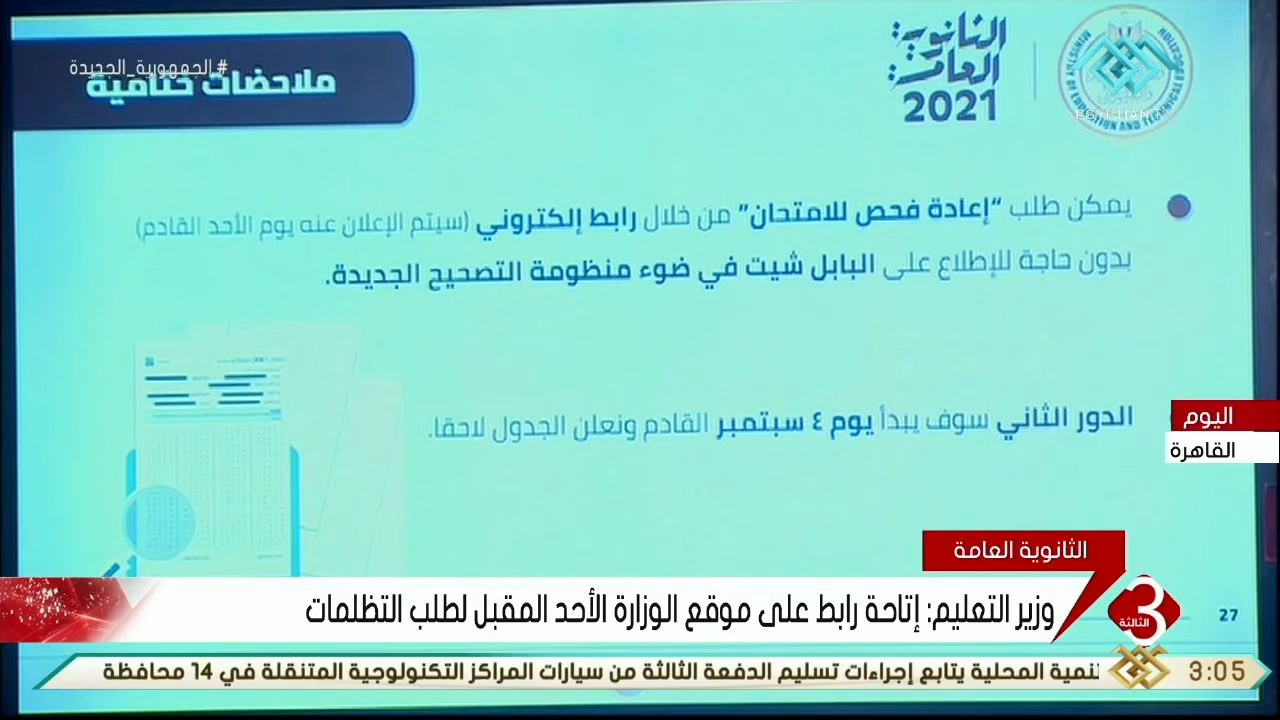 #الجمهورية_الجديدة
ملاحضات ختامية
الثانوية
العامة
2021
EGYPTIAN TV
يمكن طلب “إعادة فحص للامتحان” من خلال رابط إلكتروني (سيتم الإعلان عنه يوم الأحد القادم)
بدون حاجة للإطلاع على البابل شيت في ضوء منظومة التصحيح الجديدة.
الدور الثاني سوف يبدأ يوم ٤ سبتمبر القادم ونعلن الجدول لاحقا.
اليوم
القاهرة
الثانوية العامة
وزير التعليم: إتاحة رابط على موقع الوزارة الأحد المقبل لطلب التظلمات
3
الثالثة
27
تنمية المحلية يتابع إجراءات تسليم الدفعة الثالثة من سيارات المراكز التكنولوجية المتنقلة في 14 محافظة
3:05